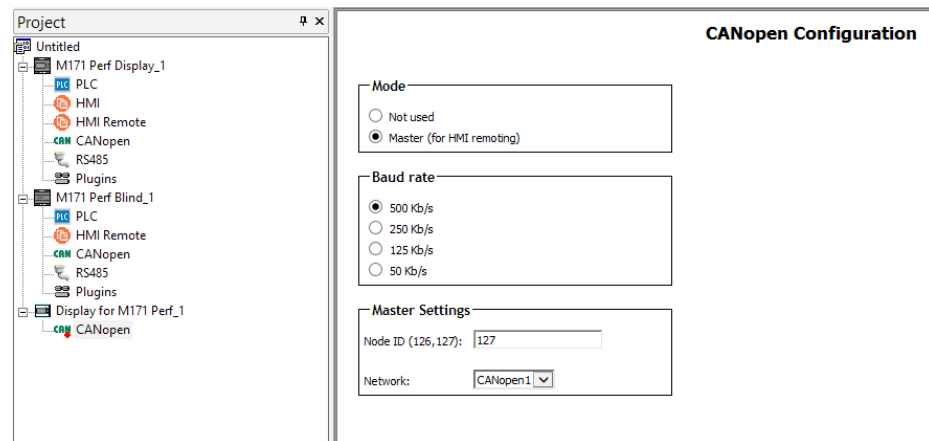 Project
Untitled
M171 Perf Display_1
PLC PLC
HMI
HMI Remote
CAN CANopen
RS485
Plugins
M171 Perf Blind_1
PLC PLC
HMI Remote
CAN CANopen
RS485
Plugins
Display for M171 Perf_1
CAN CANopen
CANopen Configuration
Mode
Not used
Master (for HMI remoting)
Baud rate
500 Kb/s
250 Kb/s
125 Kb/s
50 Kb/s
Master Settings
Node ID (126,127): 127
Network: CANopen1